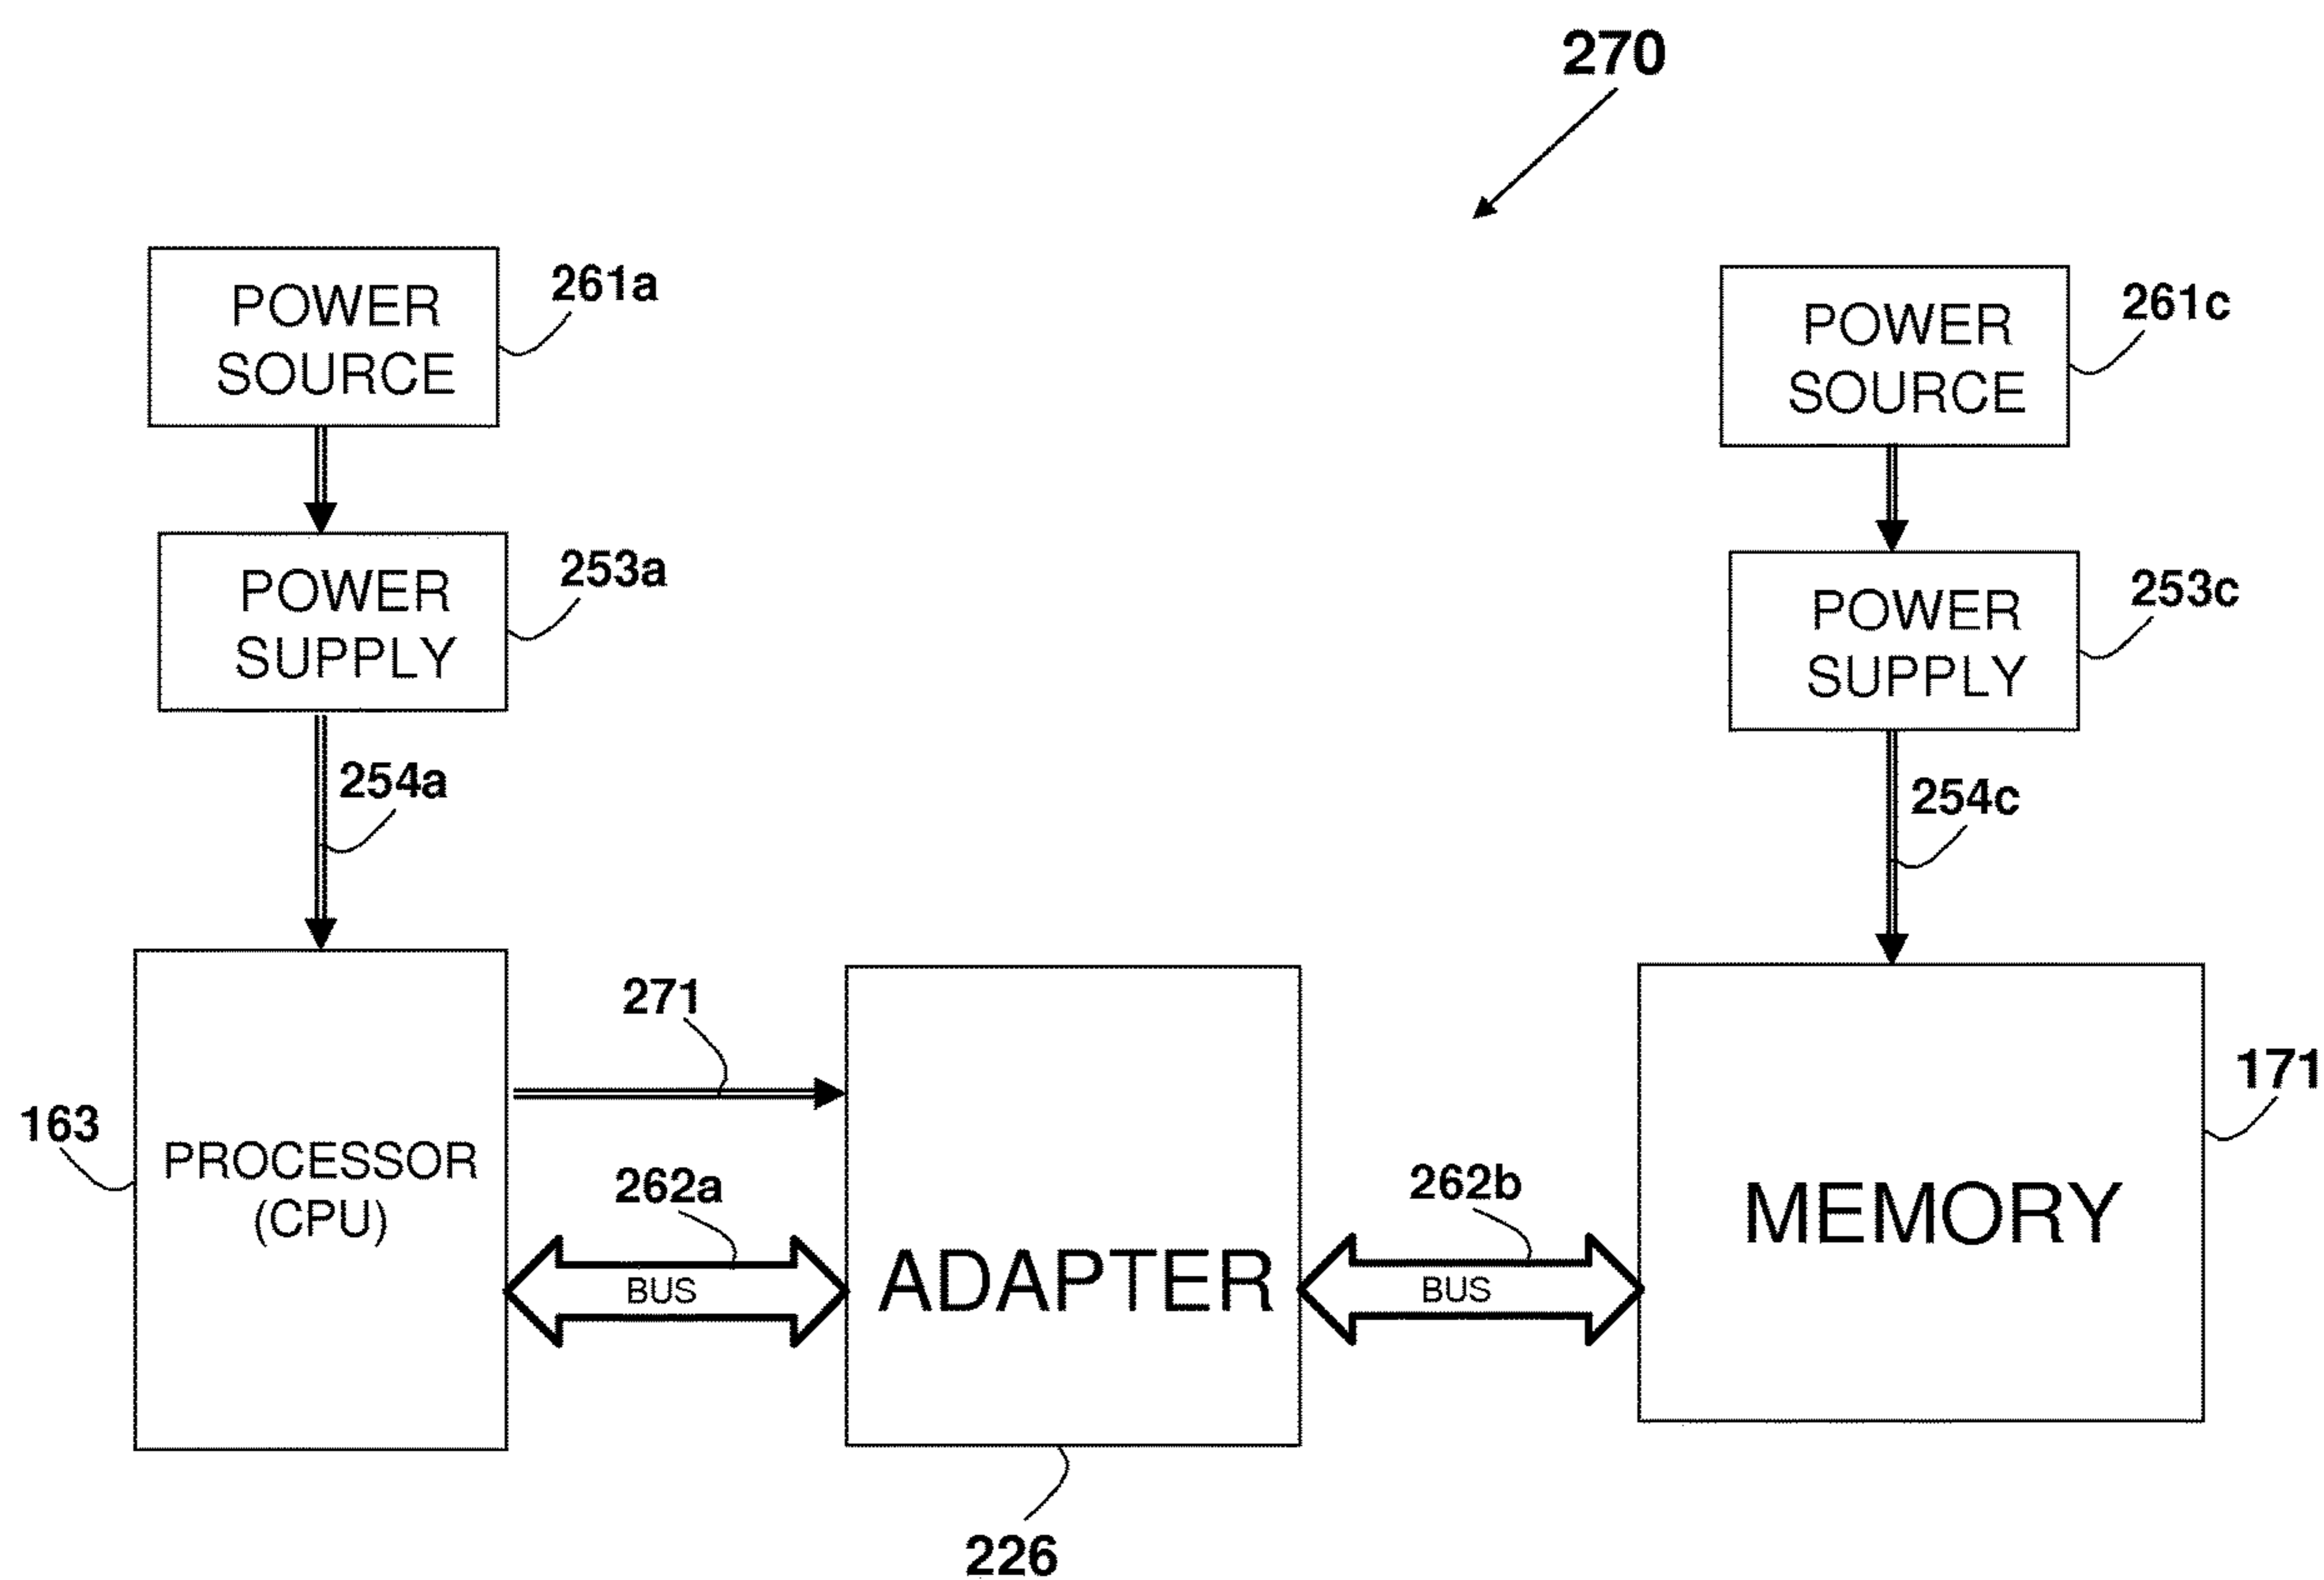 270
POWER
SOURCE
261a
POWER
SOURCE
261c
POWER
SUPPLY
253a
POWER
SUPPLY
253c
254a
254c
271
163
PROCESSOR
(CPU)
262a
BUS
ADAPTER
262b
BUS
MEMORY
171
226